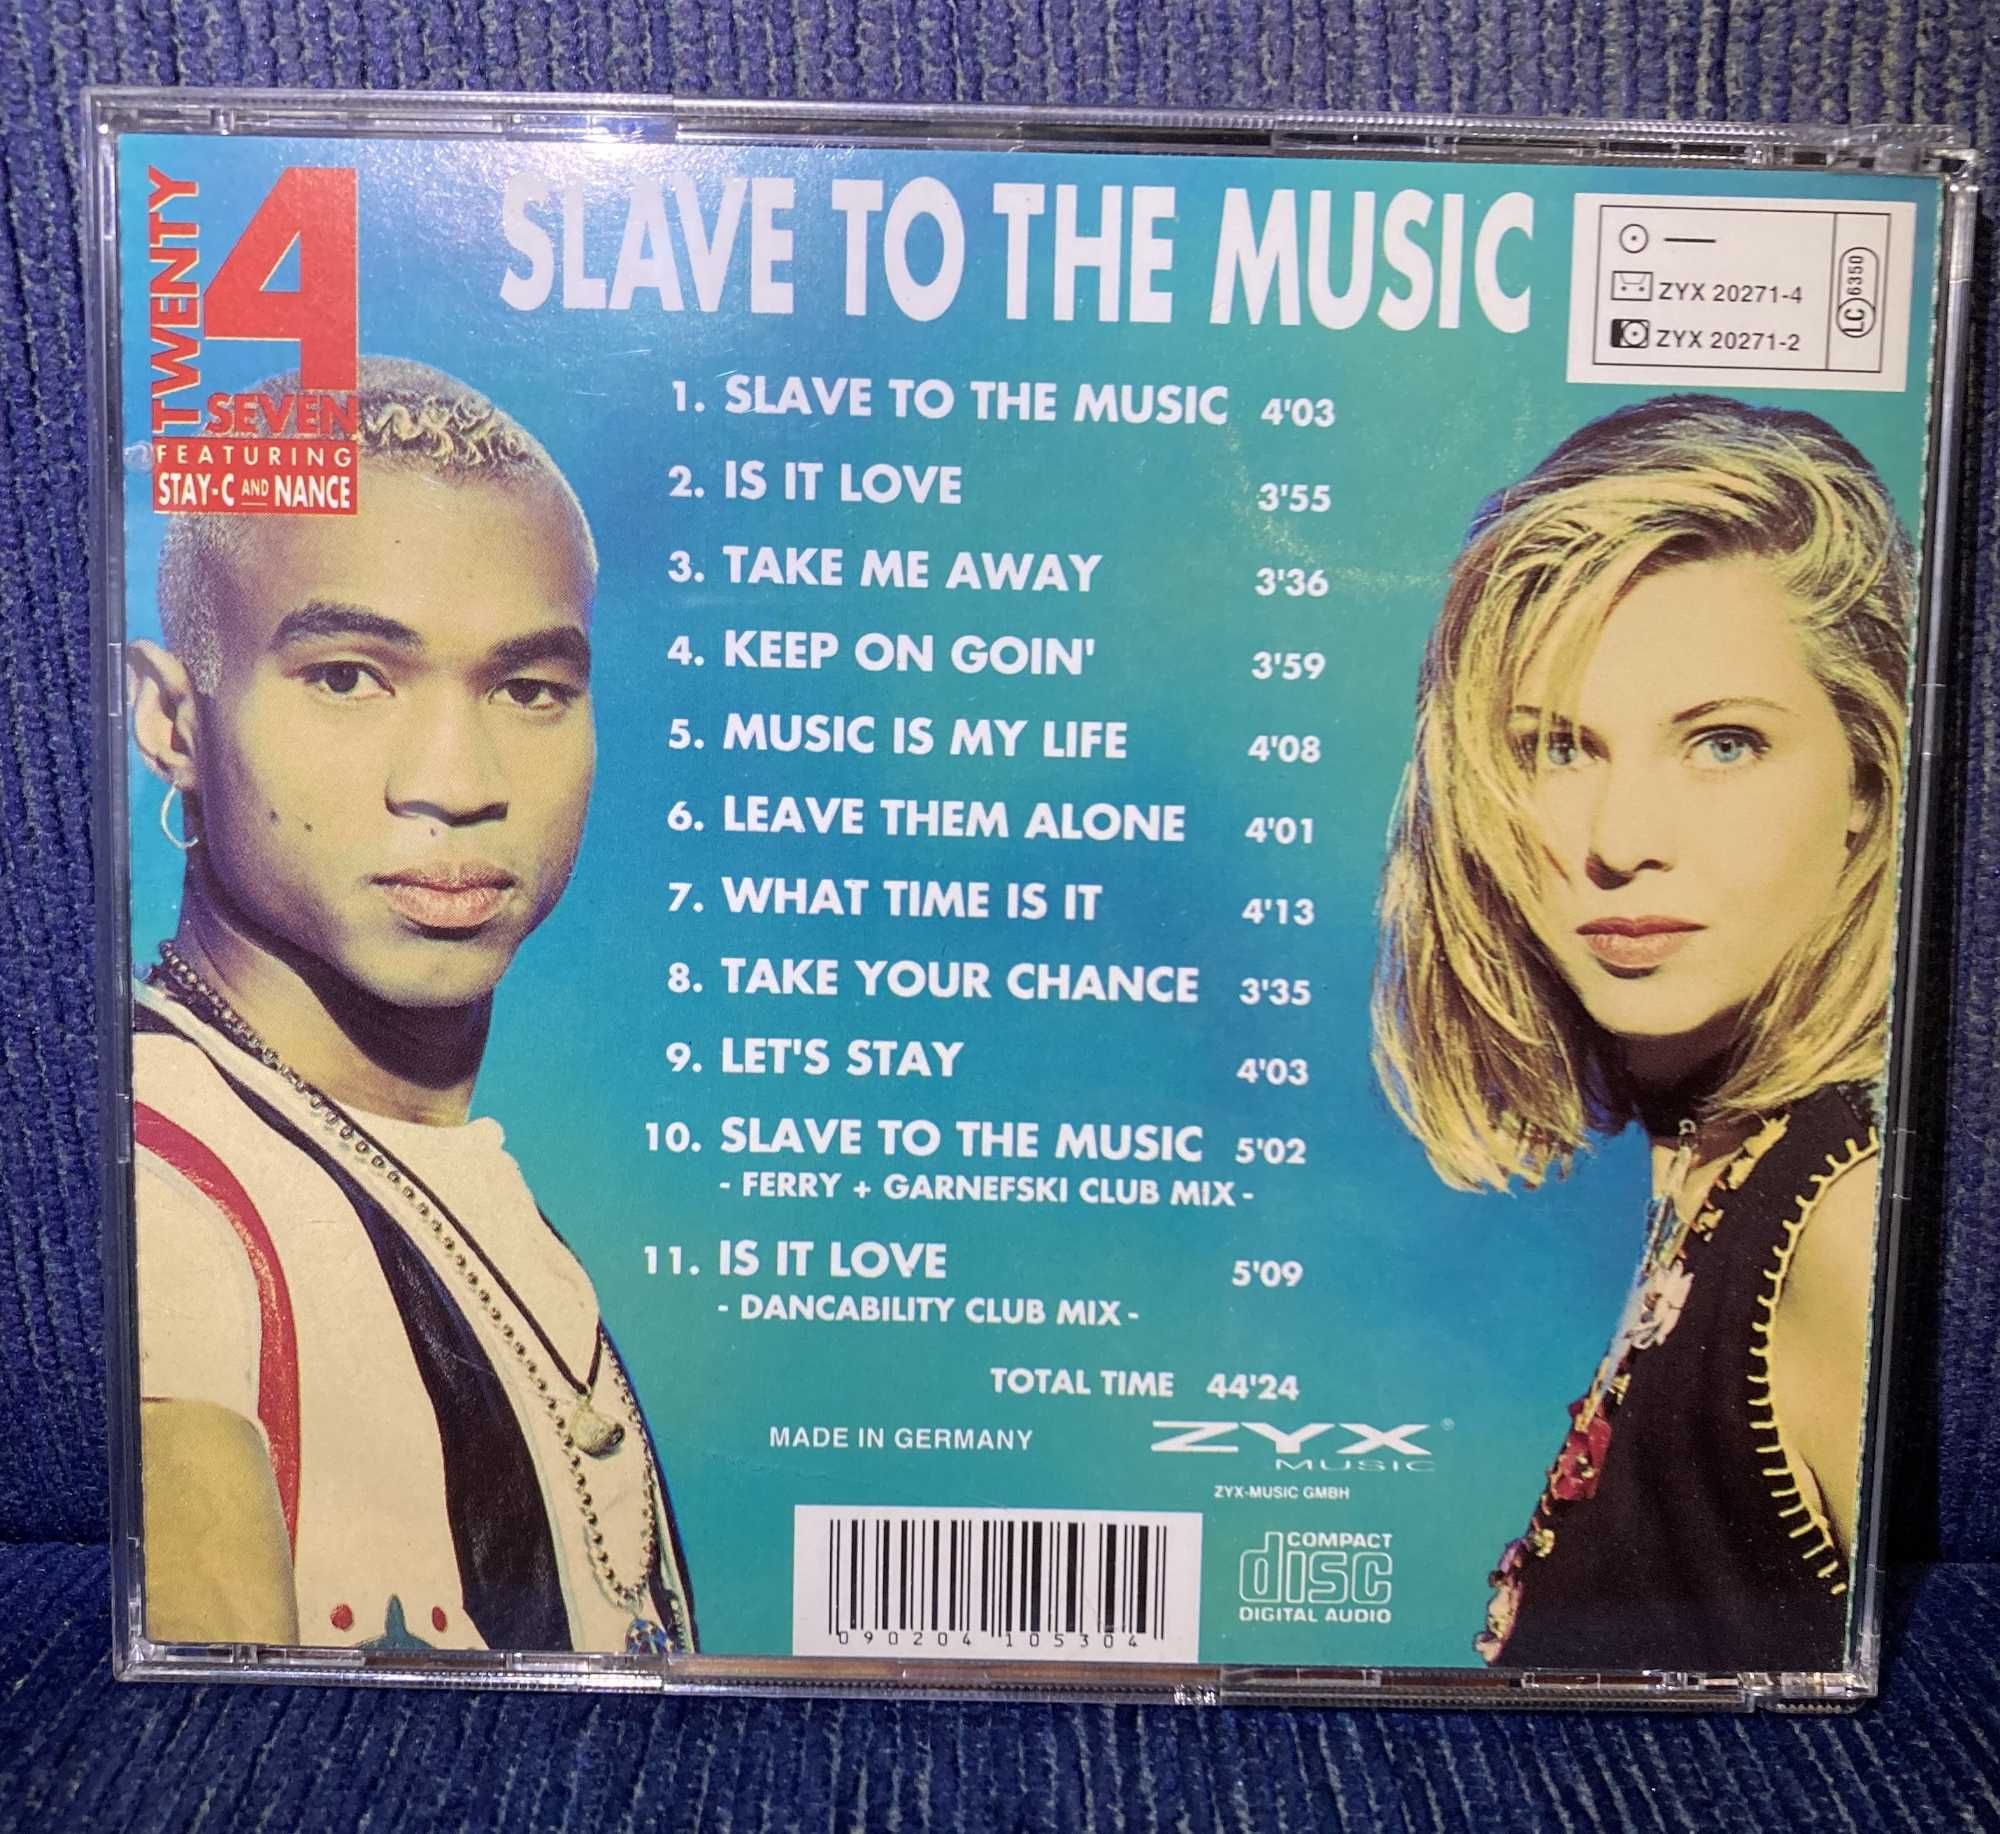 TWENTY
4
SEVEN
FEATURING
STAY-C AND NANCE
SLAVE TO THE MUSIC
ZYX 20271-4
ZYX 20271-2
LC 6350
1. SLAVE TO THE MUSIC 4'03
2. IS IT LOVE 3'55
3. TAKE ME AWAY 3'36
4. KEEP ON GOIN' 3'59
5. MUSIC IS MY LIFE 4'08
6. LEAVE THEM ALONE 4'01
7. WHAT TIME IS IT 4'13
8. TAKE YOUR CHANCE 3'35
9. LET'S STAY 4'03
10. SLAVE TO THE MUSIC 5'02
- FERRY + GARNEFSKI CLUB MIX -
11. IS IT LOVE 5'09
- DANCABILITY CLUB MIX -
TOTAL TIME 44'24
MADE IN GERMANY
ZYX ®
MUSIC
ZYX-MUSIC GMBH
COMPACT
disc
DIGITAL AUDIO
090204 105304